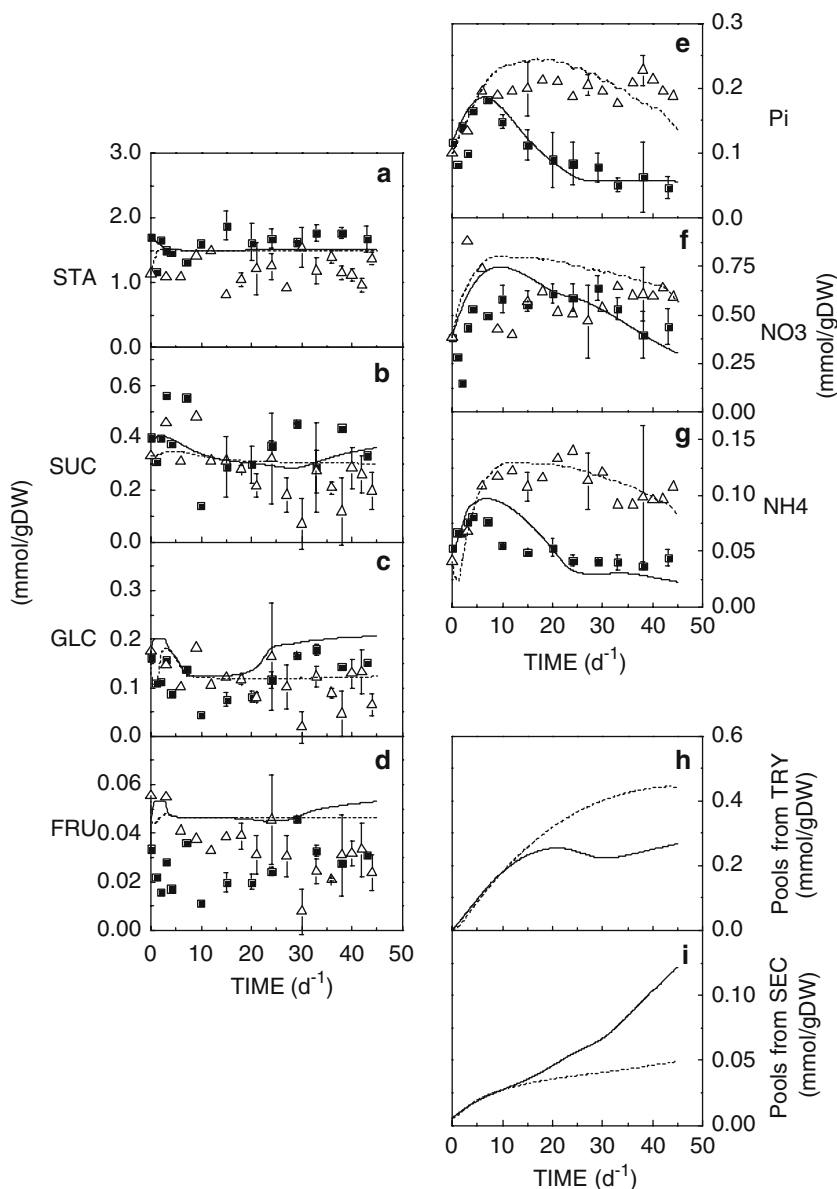 a
3.0
2.0
STA
1.0
0.0
b
0.6
SUC
0.4
0.2
0.0
(mmol/gDW)
c
0.3
GLC
0.2
0.1
0.0
d
0.06
FRU
0.04
0.02
0.00
0 10 20 30 40 50
TIME (d-1)
e
0.3
0.2
Pi
0.1
0.0
f
0.75
0.50
NO3
0.25
0.00
(mmol/gDW)
g
0.15
0.10
NH4
0.05
0.00
0 10 20 30 40 50
TIME (d-1)
h
0.6
0.4
0.2
0.0
Pools from TRY
(mmol/gDW)
i
0.10
0.05
0.00
Pools from SEC
(mmol/gDW)
0 10 20 30 40 50
TIME (d-1)